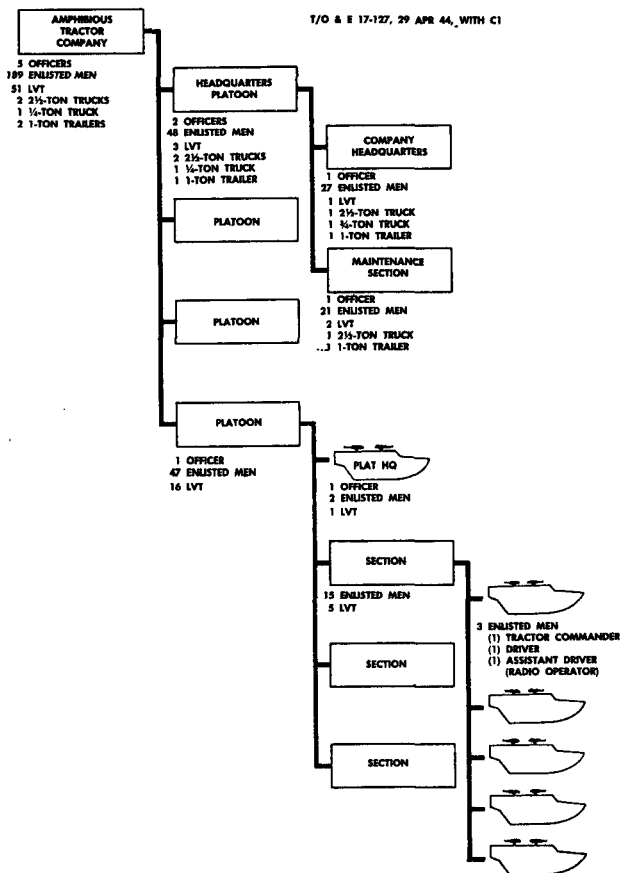 T/O & E 17-127, 29 APR 44, WITH C1
AMPHIBIOUS
TRACTOR
COMPANY
5 OFFICERS
189 ENLISTED MEN
51 LVT
2 2½-TON TRUCKS
1 ¼-TON TRUCK
2 1-TON TRAILERS
HEADQUARTERS
PLATOON
2 OFFICERS
48 ENLISTED MEN
3 LVT
2 2½-TON TRUCKS
1 ¼-TON TRUCK
1 1-TON TRAILER
COMPANY
HEADQUARTERS
1 OFFICER
27 ENLISTED MEN
1 LVT
1 2½-TON TRUCK
1 ¾-TON TRUCK
1 1-TON TRAILER
MAINTENANCE
SECTION
1 OFFICER
21 ENLISTED MEN
2 LVT
1 2½-TON TRUCK
1 1-TON TRAILER
PLATOON
PLATOON
PLATOON
1 OFFICER
47 ENLISTED MEN
16 LVT
PLAT HQ
1 OFFICER
2 ENLISTED MEN
1 LVT
SECTION
15 ENLISTED MEN
5 LVT
3 ENLISTED MEN
(1) TRACTOR COMMANDER
(1) DRIVER
(1) ASSISTANT DRIVER
(RADIO OPERATOR)
SECTION
SECTION